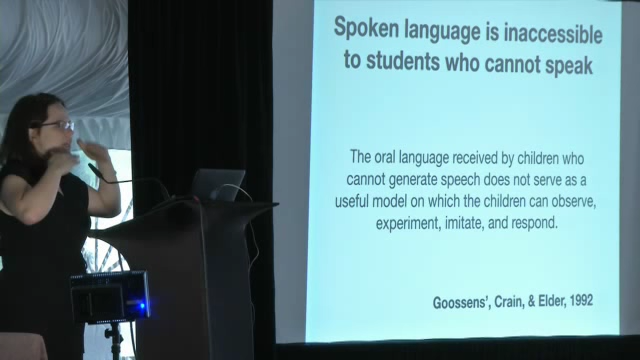 Spoken language is inaccessible
to students who cannot speak
The oral language received by children who
cannot generate speech does not serve as a
useful model on which the children can observe,
experiment, imitate, and respond.
Goossens', Crain, & Elder, 1992